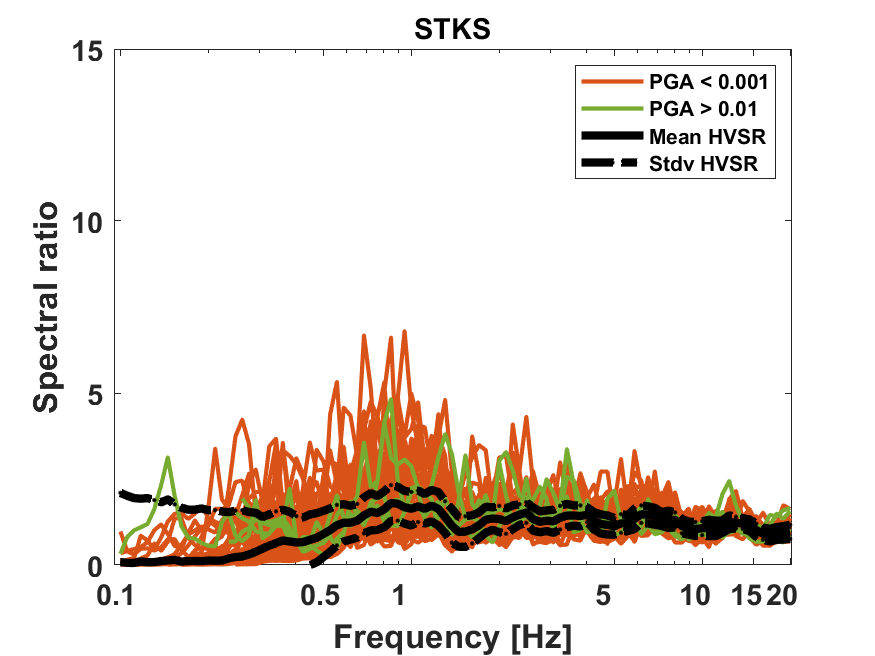 STKS
15
10
5
0
Spectral ratio
PGA < 0.001
PGA > 0.01
Mean HVSR
Stdv HVSR
0.1 0.5 1 5 10 15 20
Frequency [Hz]